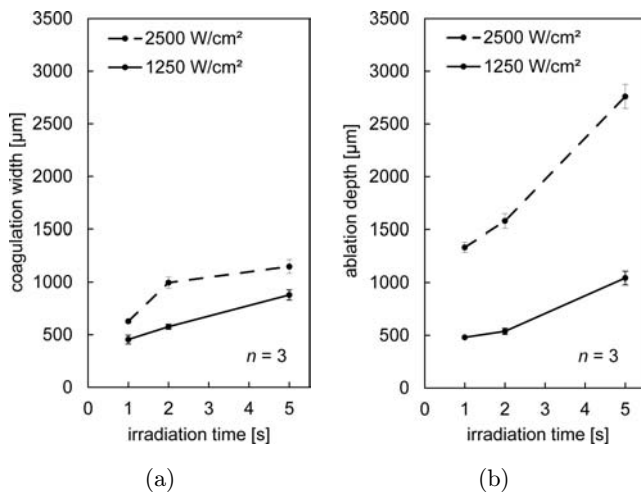 2500 W/cm²
1250 W/cm²
3500
3000
2500
2000
1500
1000
500
0
coagulation width [µm]
n = 3
0 1 2 3 4 5
irradiation time [s]
(a)
2500 W/cm²
1250 W/cm²
3500
3000
2500
2000
1500
1000
500
0
ablation depth [µm]
n = 3
0 1 2 3 4 5
irradiation time [s]
(b)